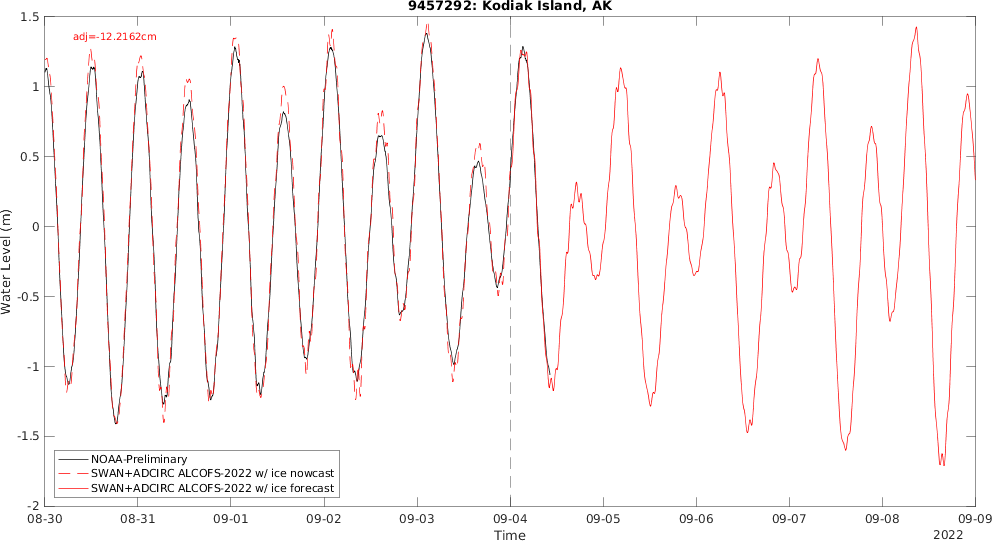 9457292: Kodiak Island, AK
adj=-12.2162cm
1.5
1
0.5
0
-0.5
-1
-1.5
-2
Water Level (m)
NOAA-Preliminary
SWAN+ADCIRC ALCOFS-2022 w/ ice nowcast
SWAN+ADCIRC ALCOFS-2022 w/ ice forecast
08-30 08-31 09-01 09-02 09-03 09-04 09-05 09-06 09-07 09-08 09-09
Time
2022